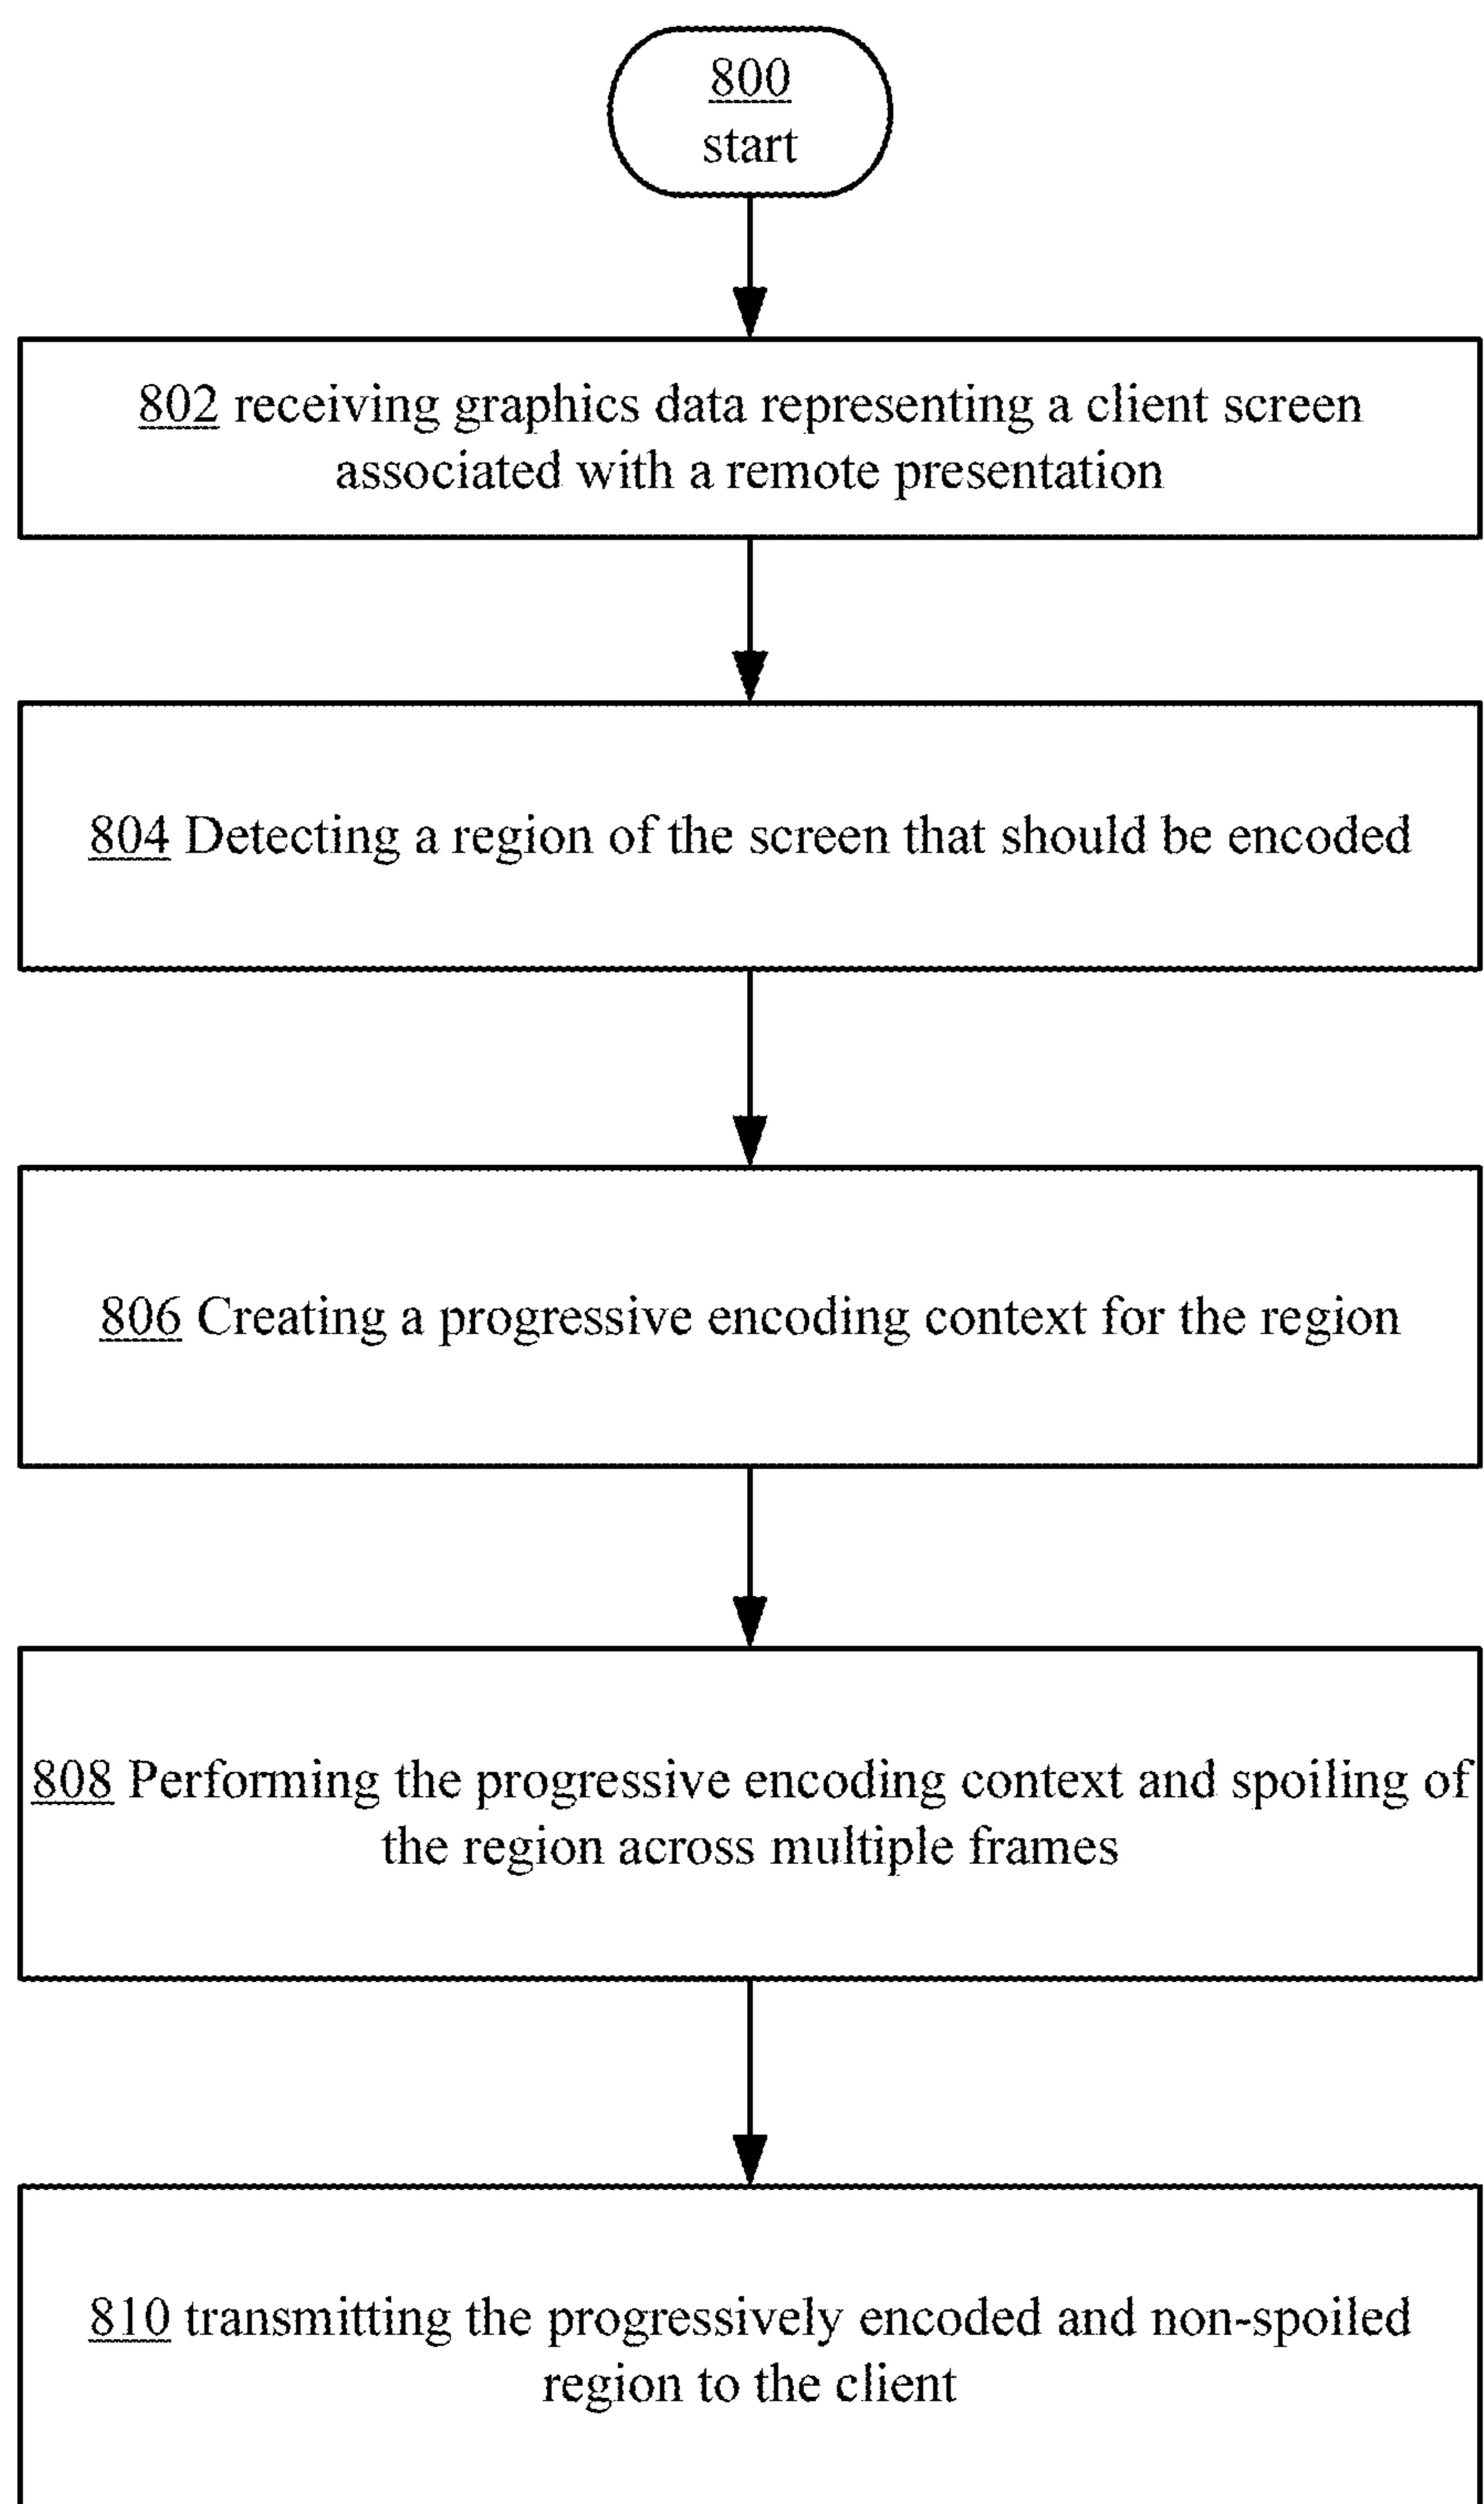 800
start
802 receiving graphics data representing a client screen
associated with a remote presentation
804 Detecting a region of the screen that should be encoded
806 Creating a progressive encoding context for the region
808 Performing the progressive encoding context and spoiling of
the region across multiple frames
810 transmitting the progressively encoded and non-spoiled
region to the client